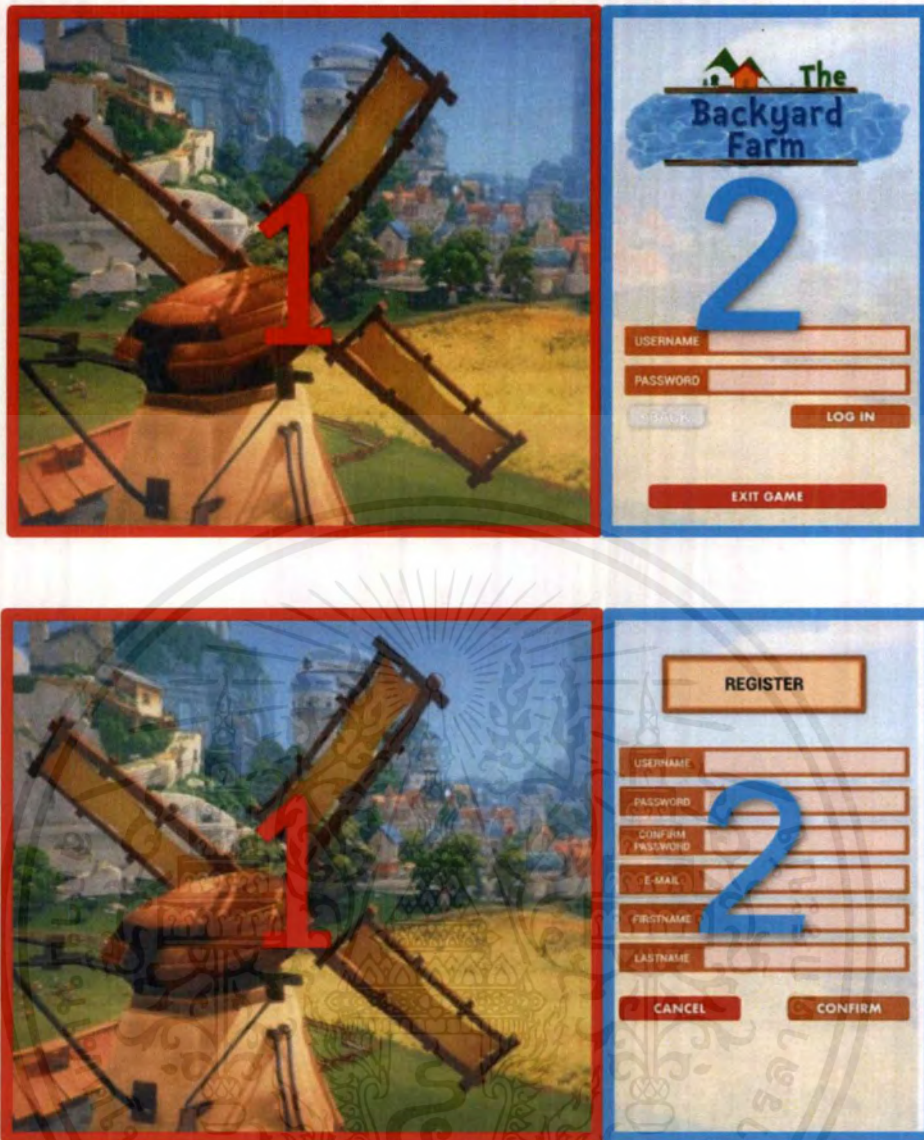 1
The
Backyard
Farm
2
USERNAME
PASSWORD
< BACK
LOG IN
EXIT GAME
1
REGISTER
2
USERNAME
PASSWORD
CONFIRM
PASSWORD
E-MAIL
FIRSTNAME
LASTNAME
CANCEL
CONFIRM